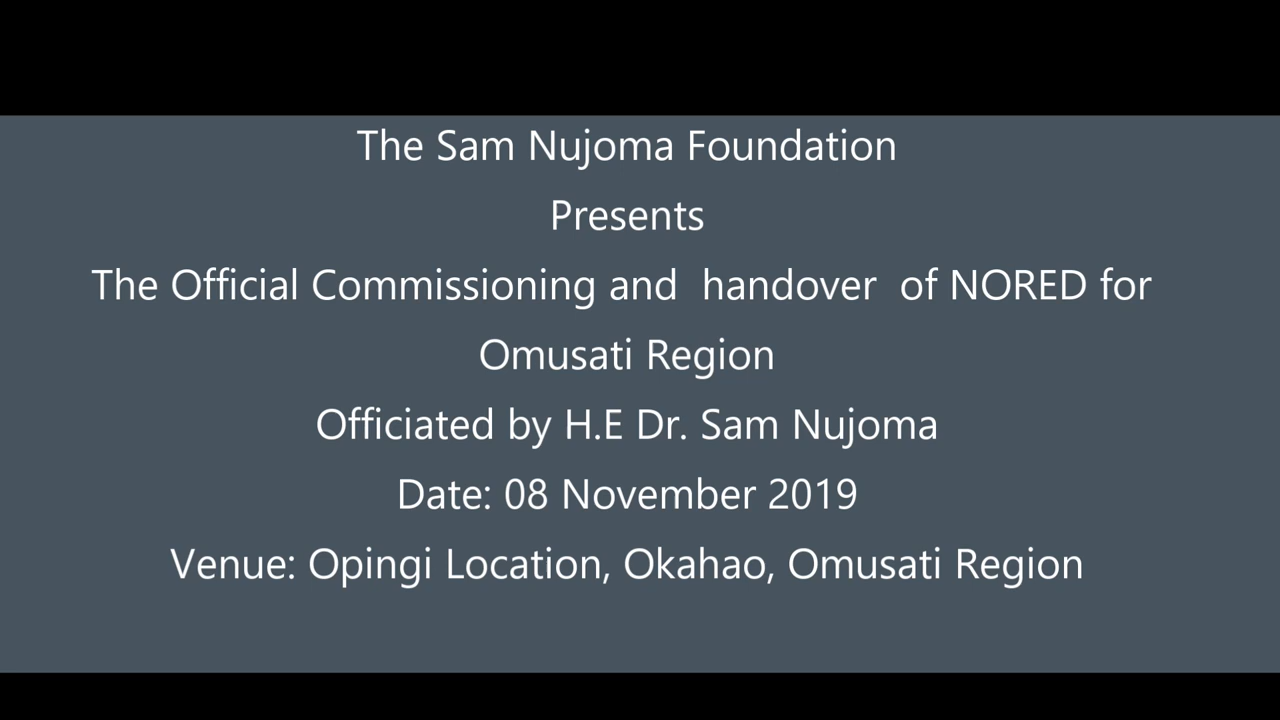 The Sam Nujoma Foundation
Presents
The Official Commissioning and  handover  of NORED for
Omusati Region
Officiated by H.E Dr. Sam Nujoma
Date: 08 November 2019
Venue: Opingi Location, Okahao, Omusati Region